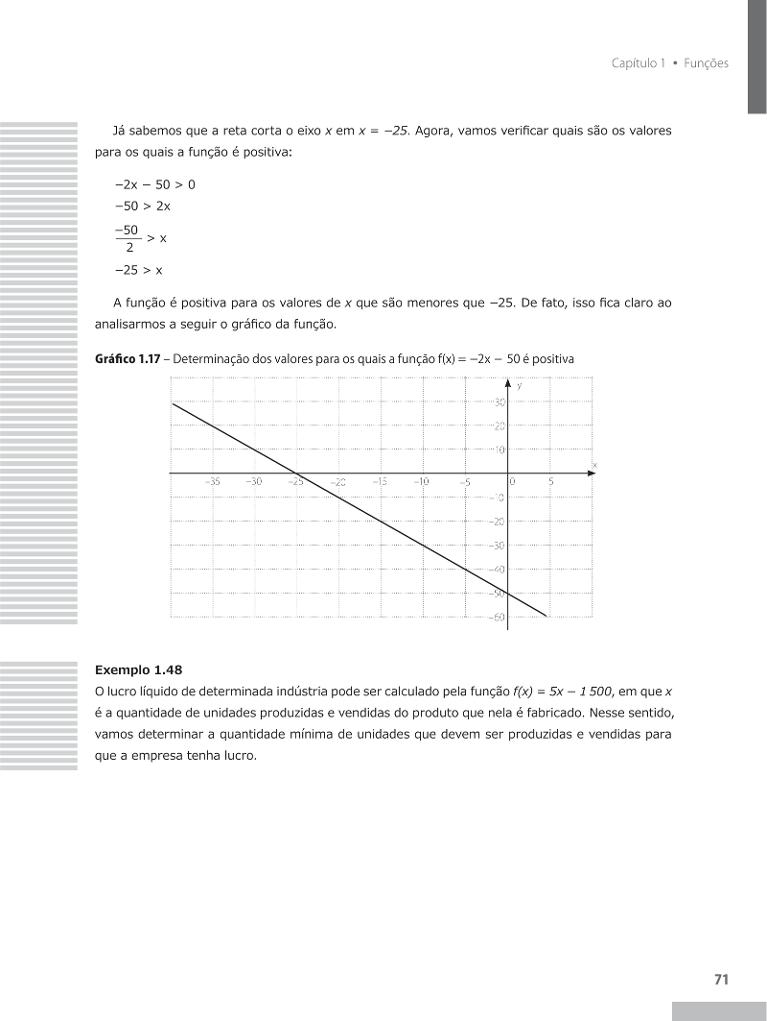 Capítulo 1 • Funções
Já sabemos que a reta corta o eixo x em x = −25. Agora, vamos verificar quais são os valores
para os quais a função é positiva:
−2x − 50 > 0
−50 > 2x
−50
2
> x
−25 > x
A função é positiva para os valores de x que são menores que −25. De fato, isso fica claro ao
analisarmos a seguir o gráfico da função.
Gráfico 1.17 – Determinação dos valores para os quais a função f(x) = −2x − 50 é positiva
y
30
20
10
x
−35 −30 −25 −20 −15 −10 −5 0 5
−10
−20
−30
−40
−50
−60
Exemplo 1.48
O lucro líquido de determinada indústria pode ser calculado pela função f(x) = 5x − 1 500, em que x
é a quantidade de unidades produzidas e vendidas do produto que nela é fabricado. Nesse sentido,
vamos determinar a quantidade mínima de unidades que devem ser produzidas e vendidas para
que a empresa tenha lucro.
71